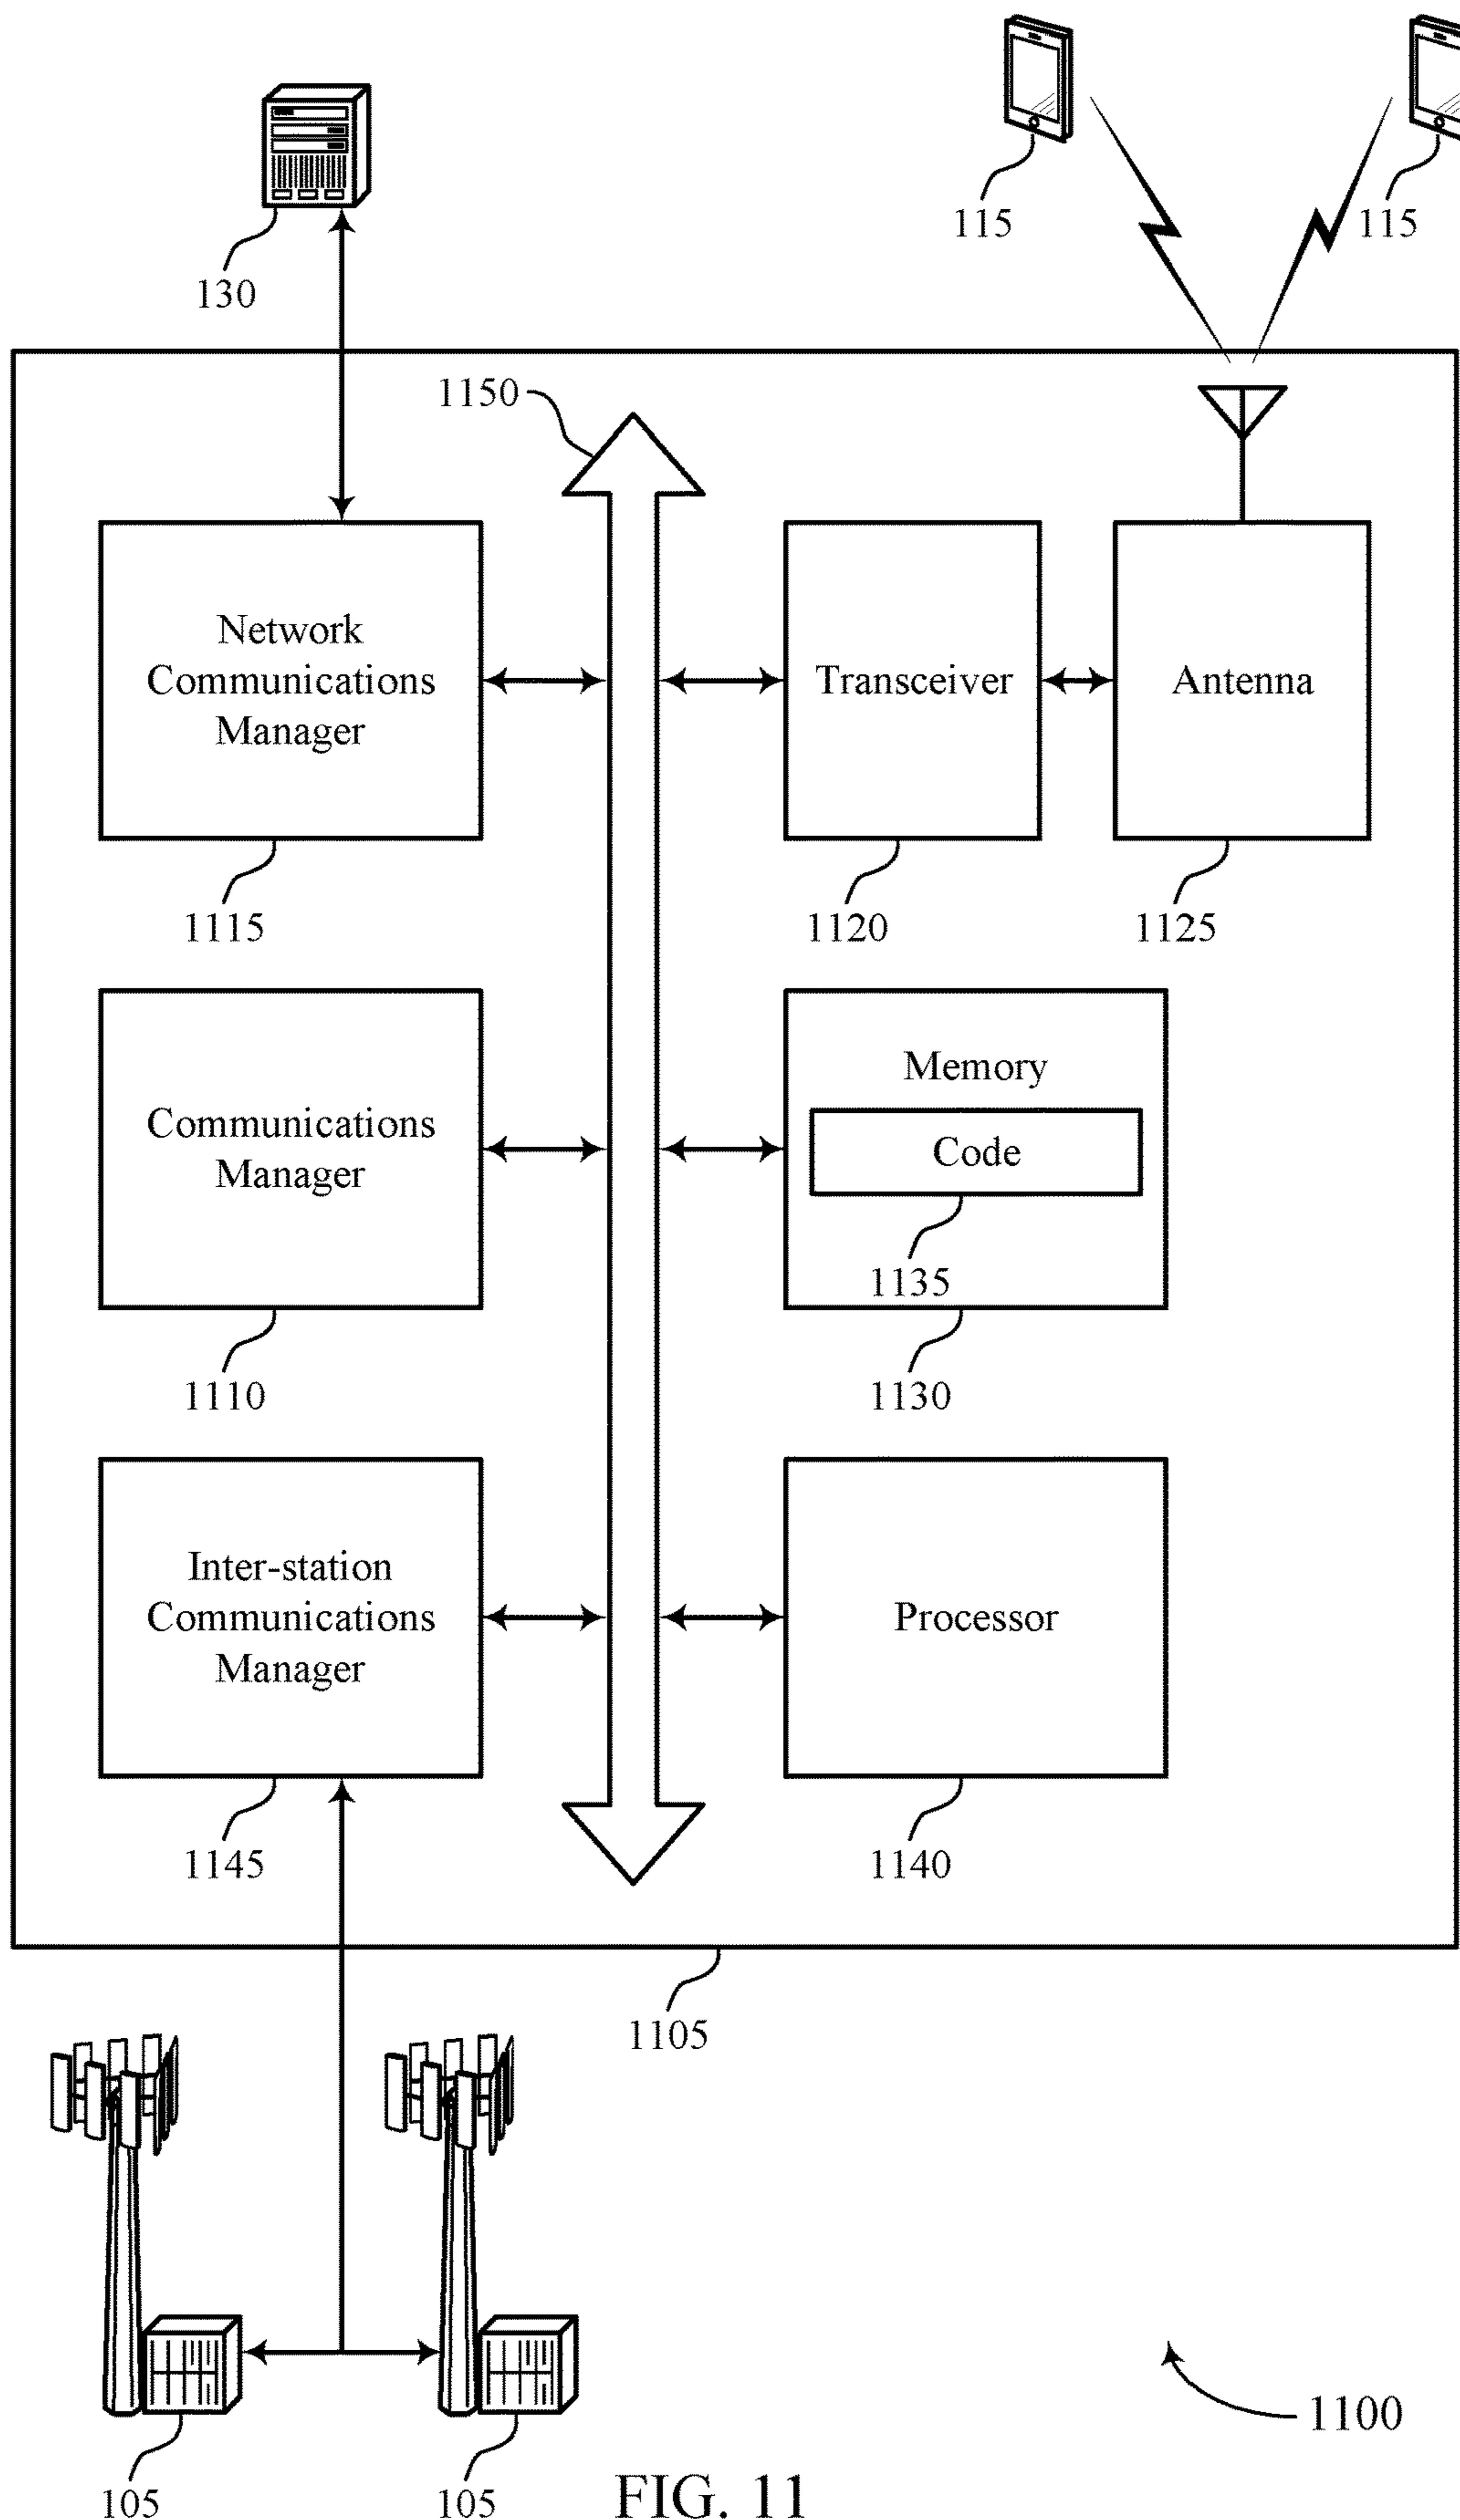 115
115
130
1150
Network
Communications
Manager
Transceiver
Antenna
1115
1120
1125
Communications
Manager
Memory
Code
1135
1110
1130
Inter-station
Communications
Manager
Processor
1145
1140
1105
1100
105
105
FIG. 11